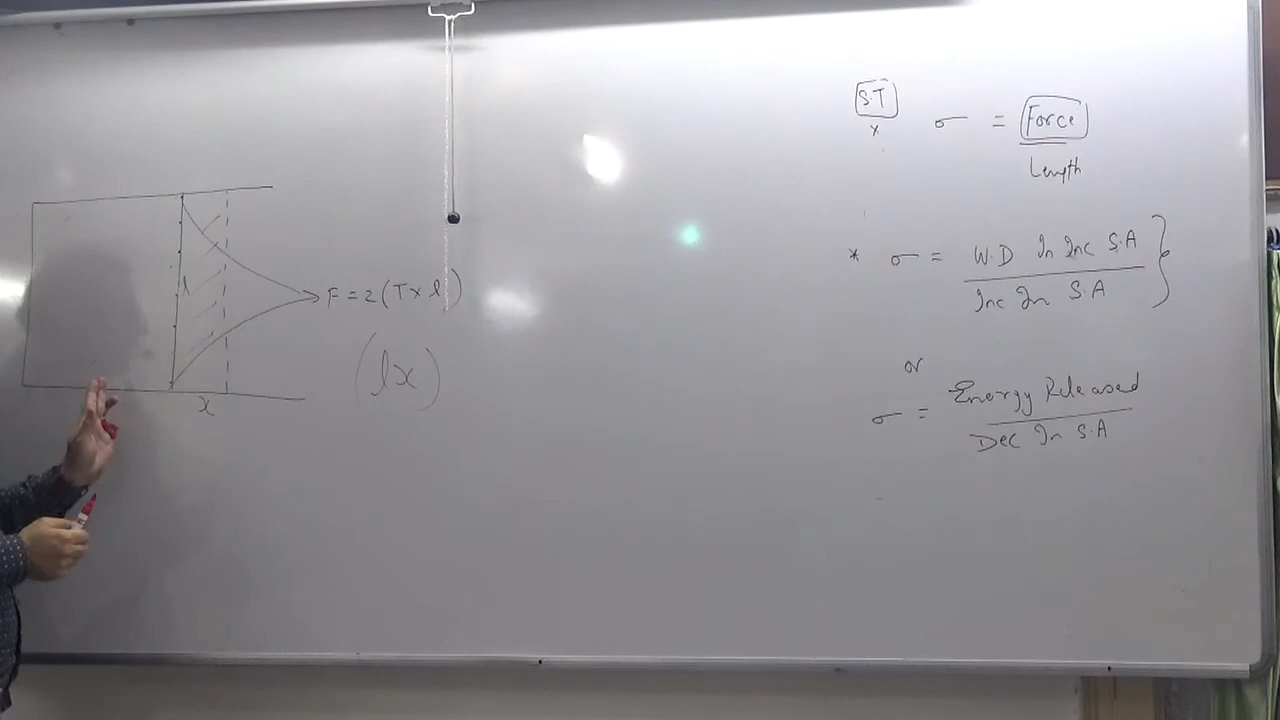 S.T
x
σ = Force
Length
* σ = W.D In Inc S.A
Inc In S.A
or
σ = Energy Released
Dec In S.A
l
F = 2(T x l)
(lx)
x